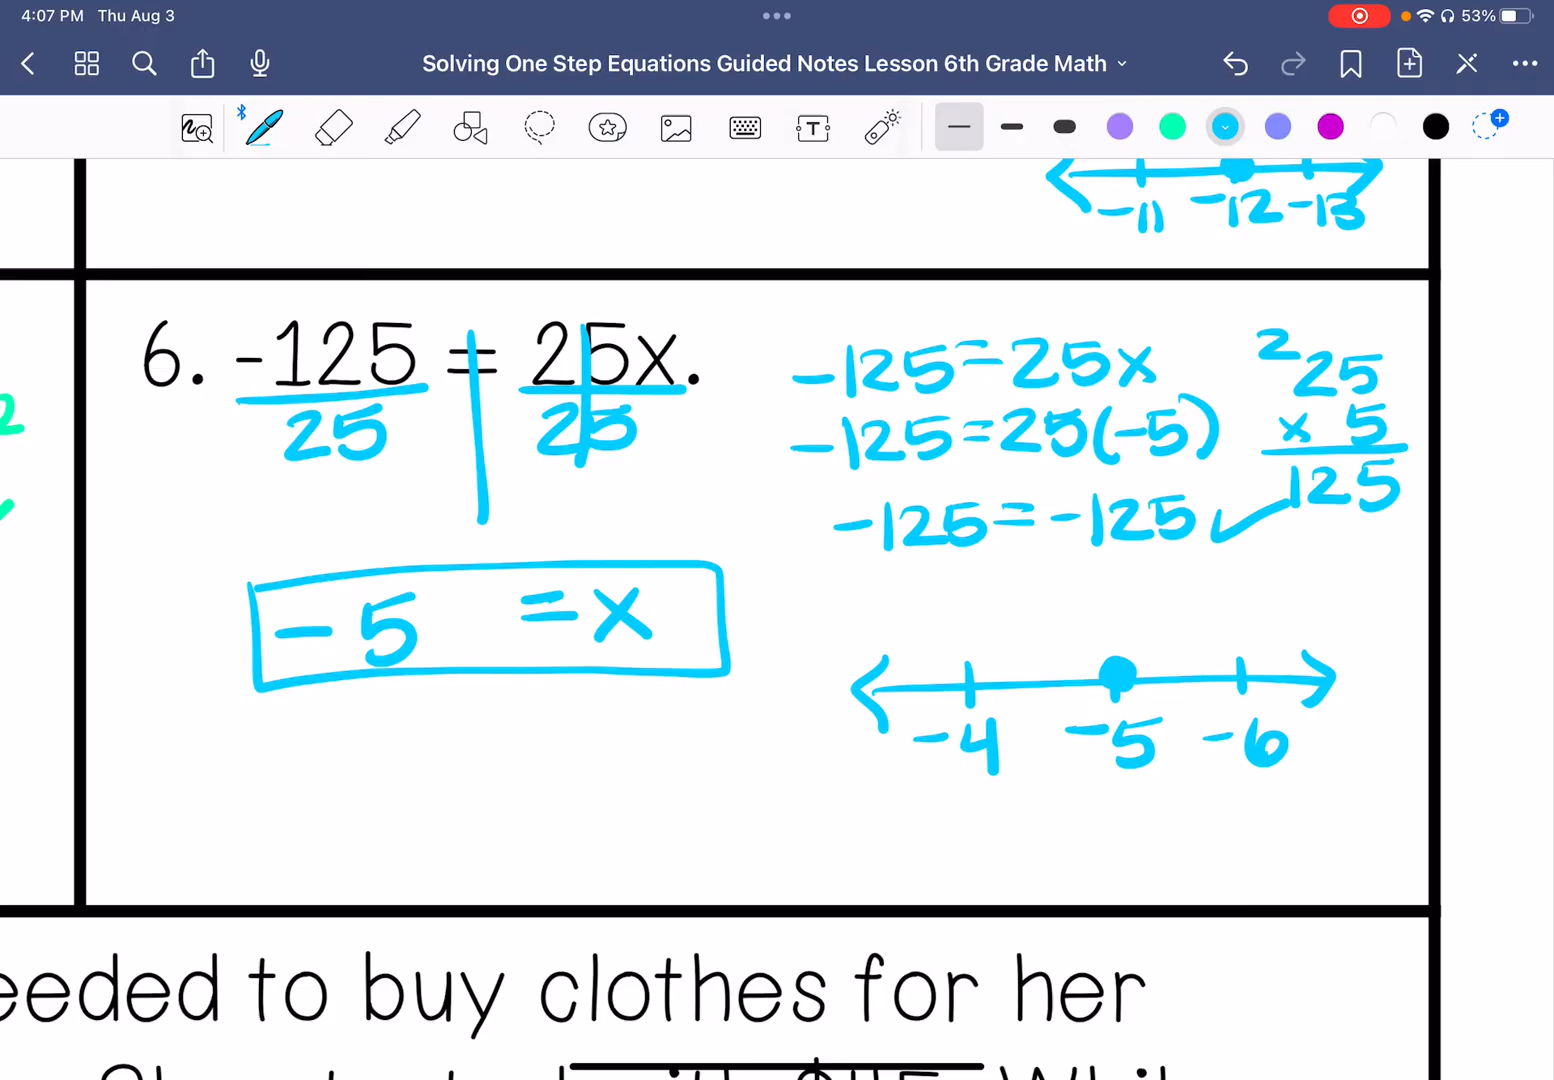 4:07 PM Thu Aug 3
53%
Solving One Step Equations Guided Notes Lesson 6th Grade Math
-11 -12 -13
6. -125 = 25x.
25 25
-5 = x
-125 = 25x
-125 = 25(-5)
-125 = -125 ✓
2
25
x 5
125
-4 -5 -6
eeded to buy clothes for her